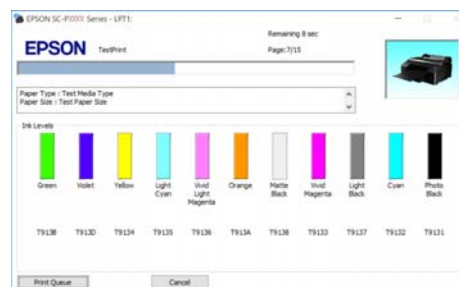 EPSON SC-PXXXX Series - LPT1:
EPSON
TestPrint
Remaining 8 sec
Page:7/15
Paper Type : Test Media Type
Paper Size : Test Paper Size
Ink Levels
Green
Violet
Yellow
Light Cyan
Vivid Light Magenta
Orange
Matte Black
Vivid Magenta
Light Black
Cyan
Photo Black
T913B
T913D
T9134
T9135
T9136
T913A
T9138
T9133
T9137
T9132
T9131
Print Queue
Cancel